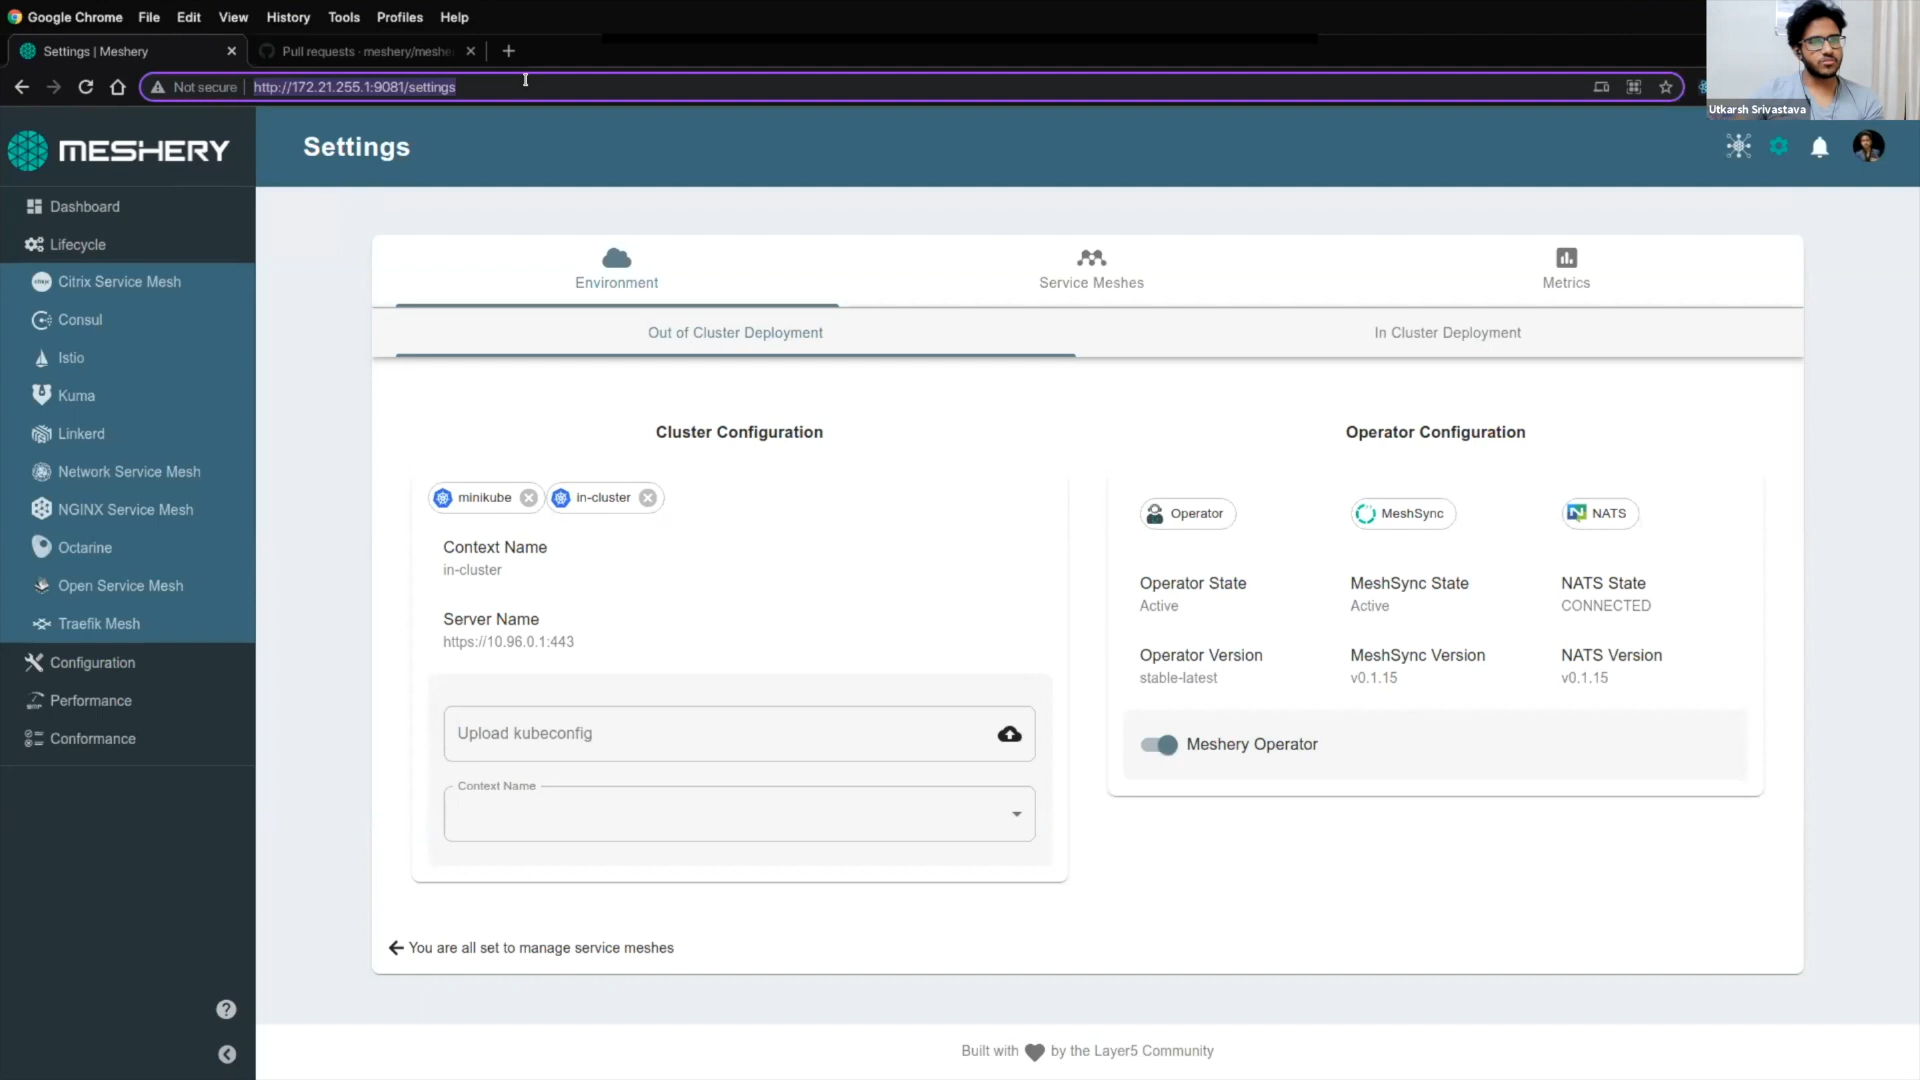 Google Chrome File Edit View History Tools Profiles Help
Settings | Meshery
Pull requests · meshery/meshe
Not secure http://172.21.255.1:9081/settings
Utkarsh Srivastava
MESHERY
Settings
Dashboard
Lifecycle
Citrix Service Mesh
Consul
Istio
Kuma
Linkerd
Network Service Mesh
NGINX Service Mesh
Octarine
Open Service Mesh
Traefik Mesh
Configuration
Performance
Conformance
Environment
Service Meshes
Metrics
Out of Cluster Deployment
In Cluster Deployment
Cluster Configuration
minikube
in-cluster
Context Name
in-cluster
Server Name
https://10.96.0.1:443
Upload kubeconfig
Context Name
Operator Configuration
Operator
MeshSync
NATS
Operator State
Active
MeshSync State
Active
NATS State
CONNECTED
Operator Version
stable-latest
MeshSync Version
v0.1.15
NATS Version
v0.1.15
Meshery Operator
You are all set to manage service meshes
Built with by the Layer5 Community